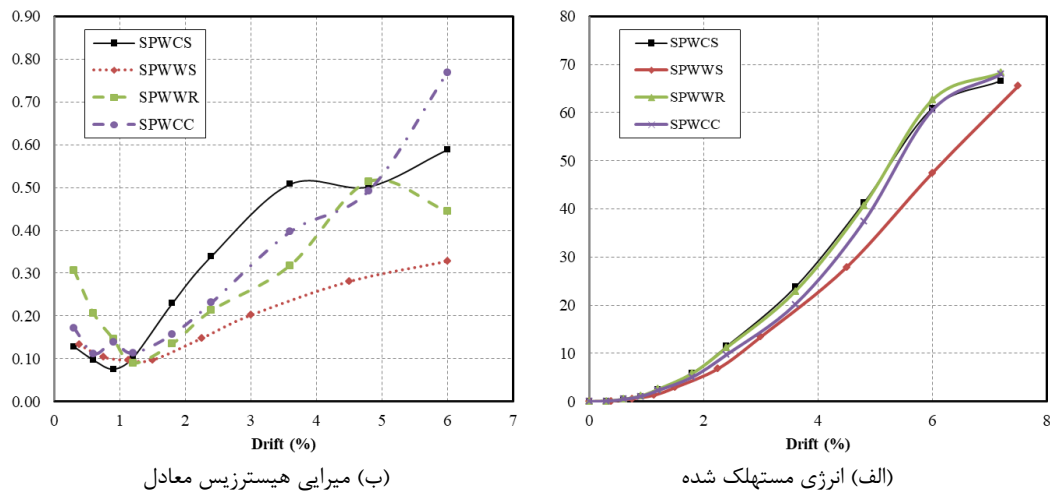 0.90
0.80
0.70
0.60
0.50
0.40
0.30
0.20
0.10
0.00
SPWCS
SPWWS
SPWWR
SPWCC
0 1 2 3 4 5 6 7
Drift (%)
(ب) میرایی هیسترزیس معادل
80
70
60
50
40
30
20
10
0
SPWCS
SPWWS
SPWWR
SPWCC
0 2 4 6 8
Drift (%)
(الف) انرژی مستهلک شده